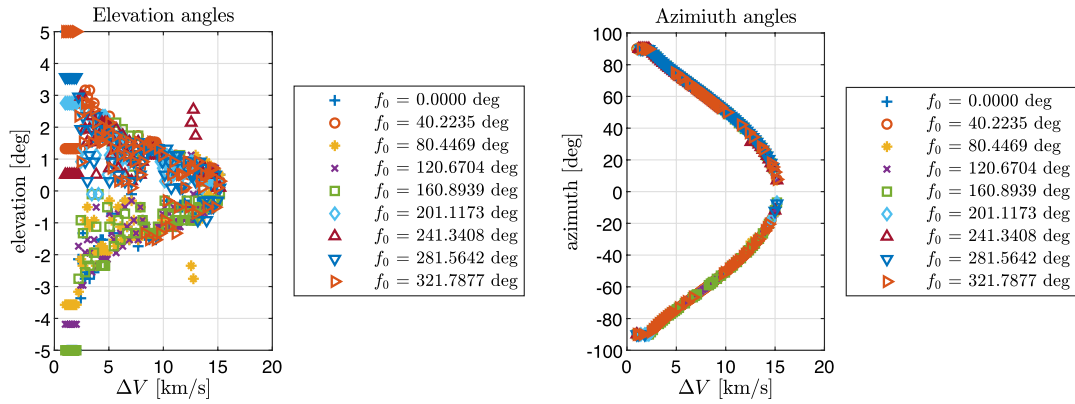 Elevation angles
5
4
3
2
1
0
-1
-2
-3
-4
-5
elevation [deg]
0 5 10 15 20
ΔV [km/s]
f₀ = 0.0000 deg
f₀ = 40.2235 deg
f₀ = 80.4469 deg
f₀ = 120.6704 deg
f₀ = 160.8939 deg
f₀ = 201.1173 deg
f₀ = 241.3408 deg
f₀ = 281.5642 deg
f₀ = 321.7877 deg
Azimiuth angles
100
80
60
40
20
0
-20
-40
-60
-80
-100
azimuth [deg]
0 5 10 15 20
ΔV [km/s]
f₀ = 0.0000 deg
f₀ = 40.2235 deg
f₀ = 80.4469 deg
f₀ = 120.6704 deg
f₀ = 160.8939 deg
f₀ = 201.1173 deg
f₀ = 241.3408 deg
f₀ = 281.5642 deg
f₀ = 321.7877 deg